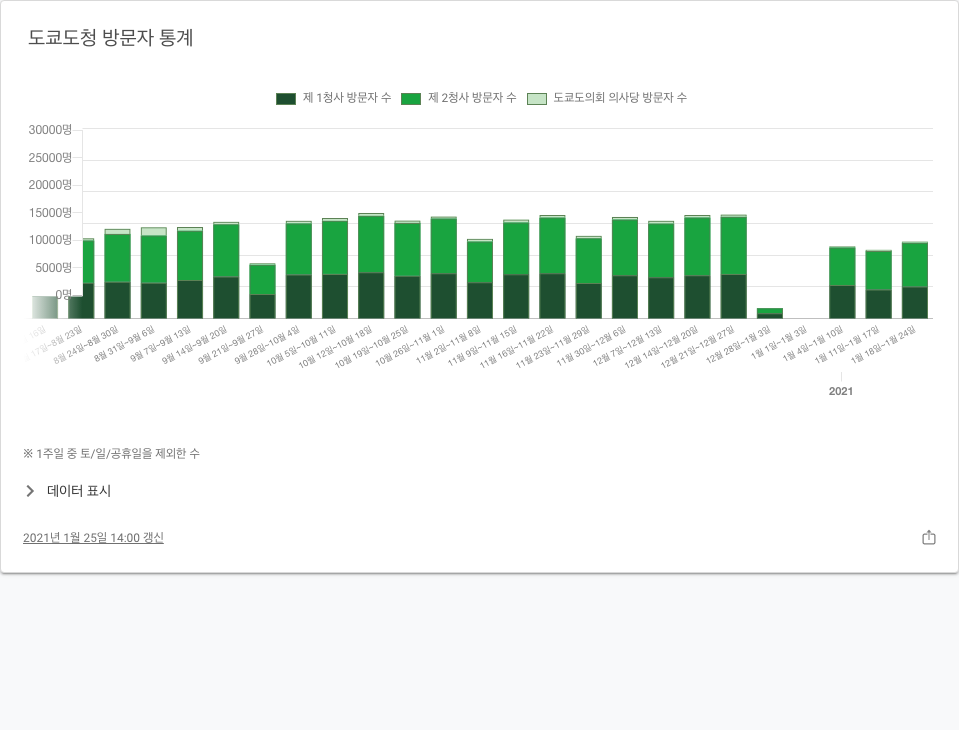 도쿄도청 방문자 통계
제 1청사 방문자 수 제 2청사 방문자 수 도쿄도의회 의사당 방문자 수
30000명
25000명
20000명
15000명
10000명
5000명
0명
8월 24일~8월 30일
8월 31일~9월 6일
9월 7일~9월 13일
9월 14일~9월 20일
9월 21일~9월 27일
9월 28일~10월 4일
10월 5일~10월 11일
10월 12일~10월 18일
10월 19일~10월 25일
10월 26일~11월 1일
11월 2일~11월 8일
11월 9일~11월 15일
11월 16일~11월 22일
11월 23일~11월 29일
11월 30일~12월 6일
12월 7일~12월 13일
12월 14일~12월 20일
12월 21일~12월 27일
12월 28일~1월 3일
1월 1일~1월 3일
1월 4일~1월 10일
1월 11일~1월 17일
1월 18일~1월 24일
2021
※ 1주일 중 토/일/공휴일을 제외한 수
데이터 표시
2021년 1월 25일 14:00 갱신